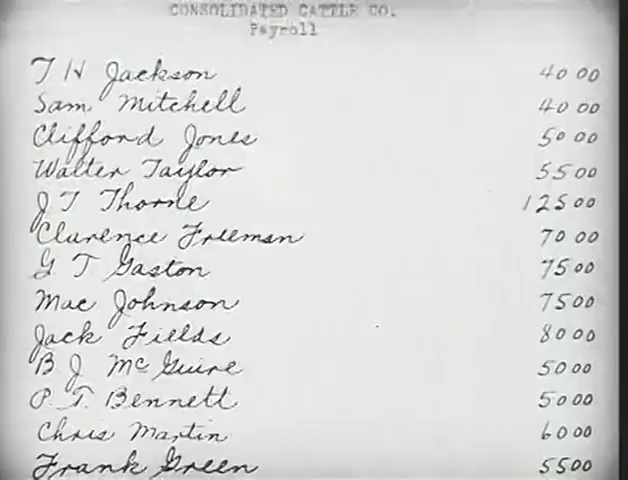 CONSOLIDATED CATTLE CO.
Payroll
T H Jackson 40 00
Sam Mitchell 40 00
Clifford Jones 50 00
Walter Taylor 55 00
J T Thorne 125 00
Clarence Freeman 70 00
G T Gaston 75 00
Mac Johnson 75 00
Jack Fields 80 00
B J McGuire 50 00
P. T. Bennett 50 00
Chris Martin 60 00
Frank Green 55 00